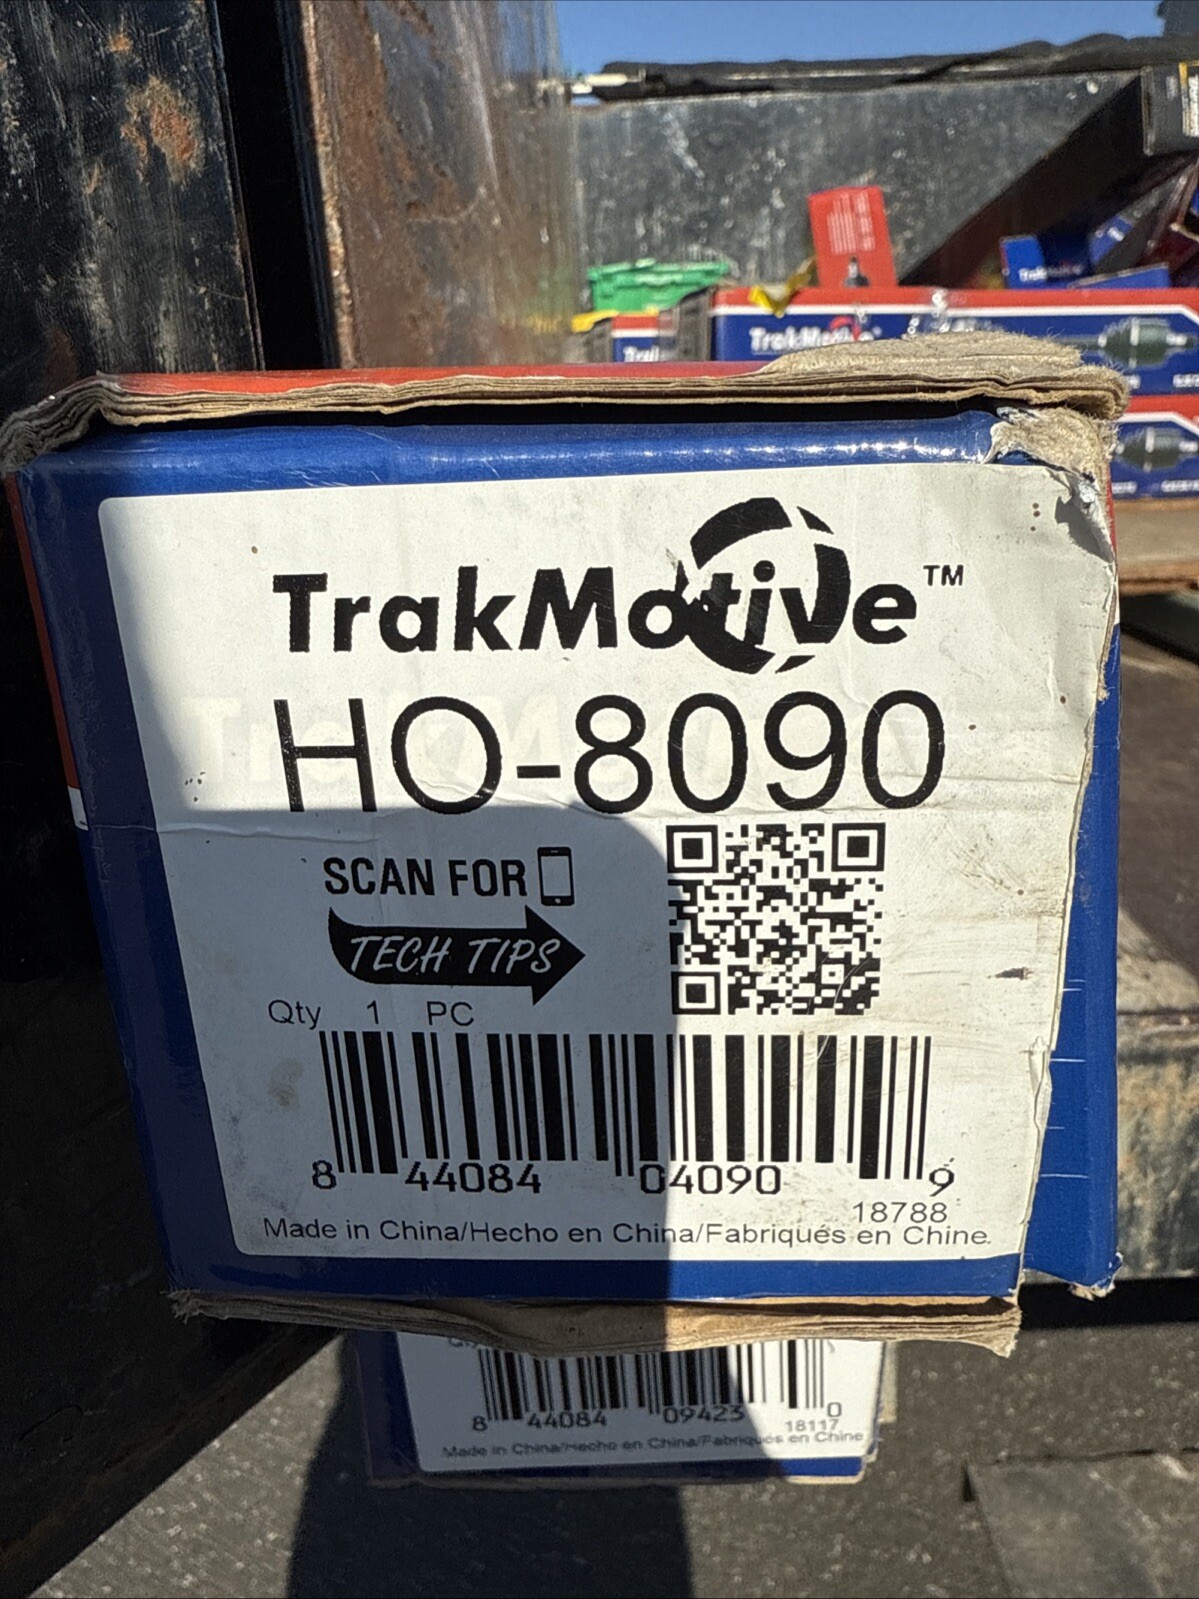 TrakMotive
TrakMotive
TrakMotive™
HO-8090
SCAN FOR
TECH TIPS
Qty 1 PC
8 44084 04090 9
18788
Made in China/Hecho en China/Fabriqués en Chine.
8 44084 09423 0
18117
Made in China/Hecho en China/Fabriqués en Chine